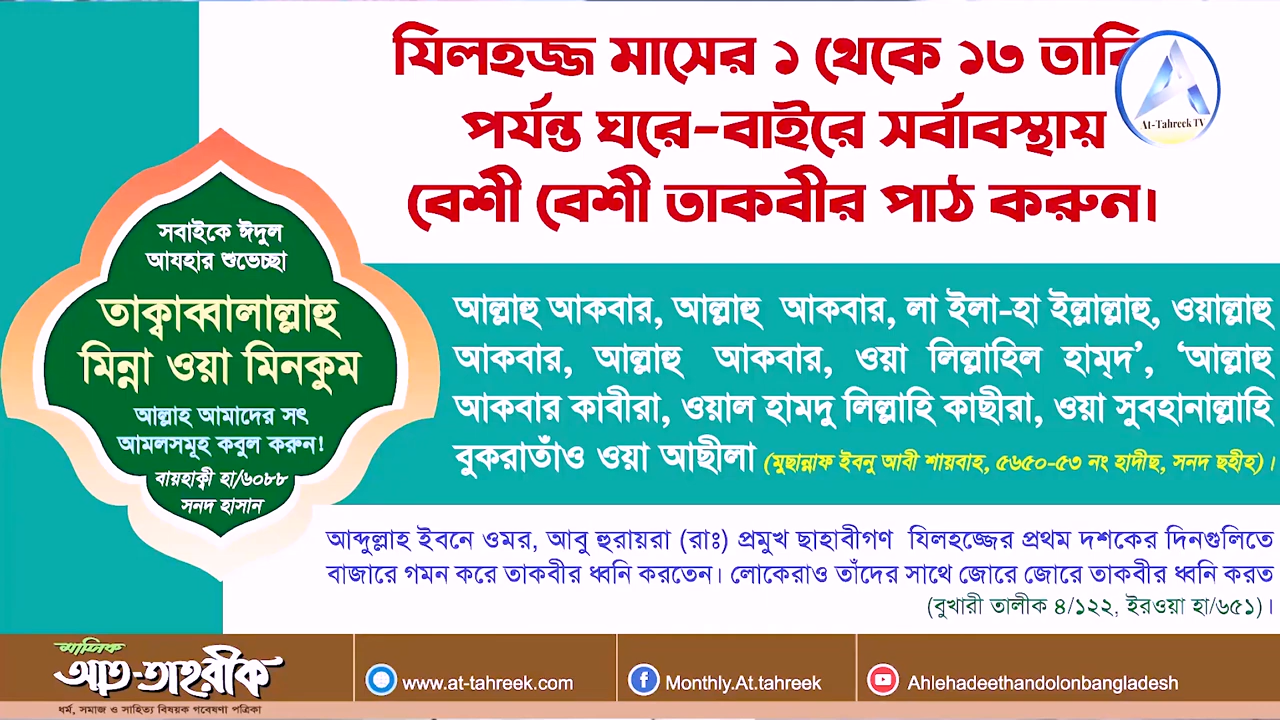 যিলহজ্জ মাসের ১ থেকে ১৩
পর্যন্ত ঘরে-বাইরে সর্বাবস্থায়
বেশী বেশী তাকবীর পাঠ করুন।
At-Tahreek TV
সবাইকে ঈদুল
আযহার শুভেচ্ছা
তাক্বাব্বালাল্লাহু
মিন্না ওয়া মিনকুম
আল্লাহ আমাদের সৎ
আমলসমূহ কবুল করুন!
বায়হাক্বী হা/৬০৮৮
সনদ হাসান
আল্লাহু আকবার, আল্লাহু আকবার, লা ইলা-হা ইল্লাল্লাহু, ওয়াল্লাহু
আকবার, আল্লাহু আকবার, ওয়া লিল্লাহিল হাম্‌দ’, ‘আল্লাহু
আকবার কাবীরা, ওয়াল হামদু লিল্লাহি কাছীরা, ওয়া সুবহানাল্লাহি
বুকরাতাঁও ওয়া আছীলা (মুছান্নাফ ইবনু আবী শায়বাহ, ৫৬৫০-৫৩ নং হাদীছ, সনদ ছহীহ)।
আব্দুল্লাহ ইবনে ওমর, আবু হুরায়রা (রাঃ) প্রমুখ ছাহাবীগণ যিলহজ্জের প্রথম দশকের দিনগুলিতে
বাজারে গমন করে তাকবীর ধ্বনি করতেন। লোকেরাও তাঁদের সাথে জোরে জোরে তাকবীর ধ্বনি করত
(বুখারী তালীক ৪/১২২, ইরওয়া হা/৬৫১)।
মাসিক
আত-তাহরীক
ধর্ম, সমাজ ও সাহিত্য বিষয়ক গবেষণা পত্রিকা
www.at-tahreek.com
Monthly.At.tahreek
Ahlehadeethandolonbangladesh